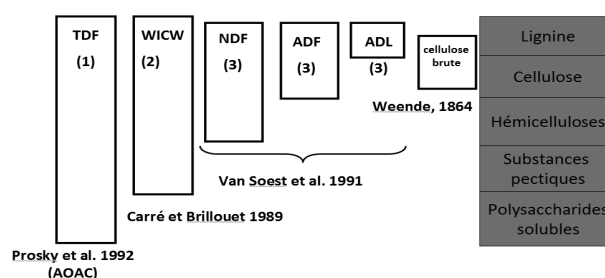 TDF
(1)
WICW
(2)
NDF
(3)
ADF
(3)
ADL
(3)
cellulose
brute
Weende, 1864
Van Soest et al. 1991
Carré et Brillouet 1989
Prosky et al. 1992
(AOAC)
Lignine
Cellulose
Hémicelluloses
Substances
pectiques
Polysaccharides
solubles